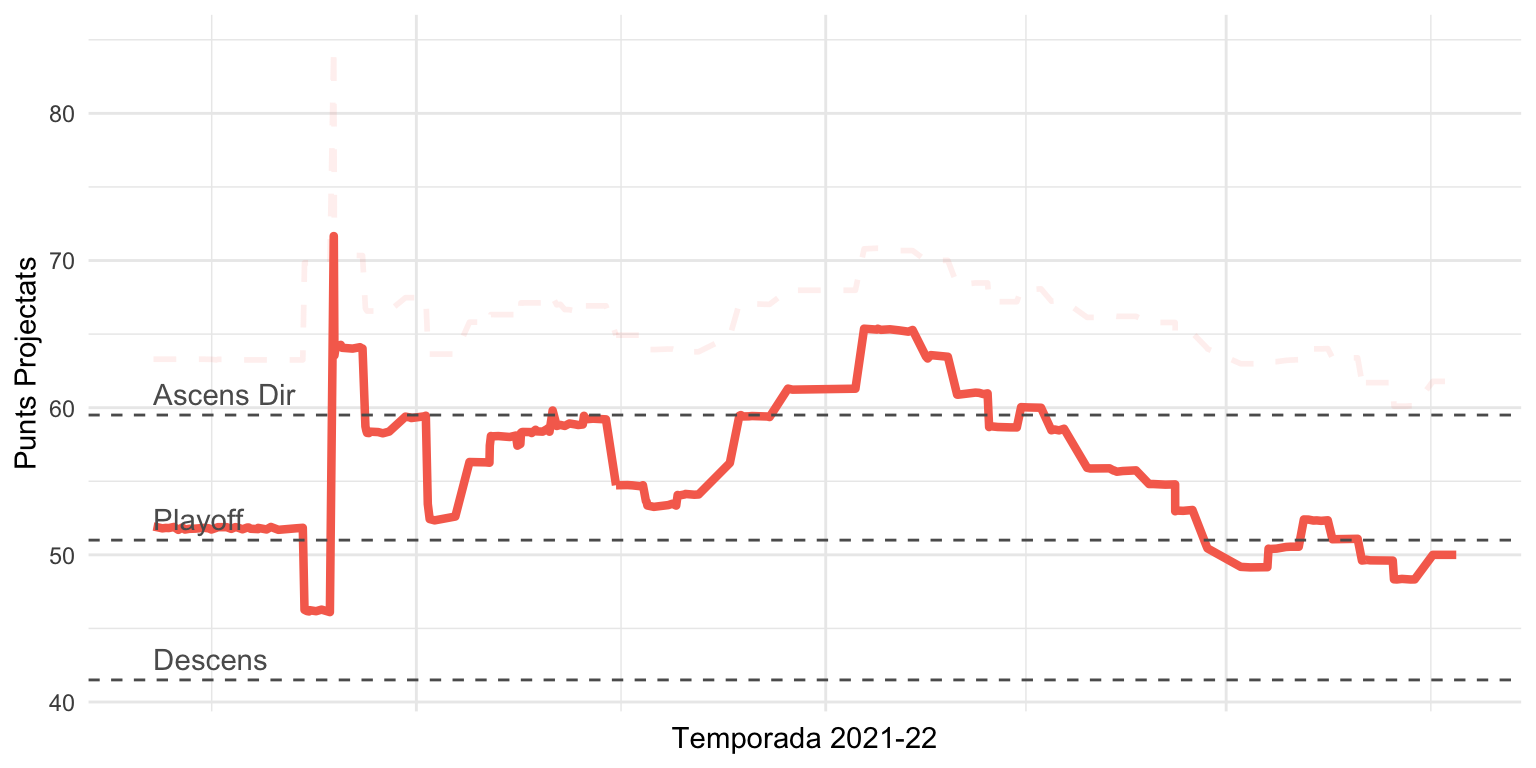 80
70
60
50
40
Punts Projectats
Ascens Dir
Playoff
Descens
Temporada 2021-22